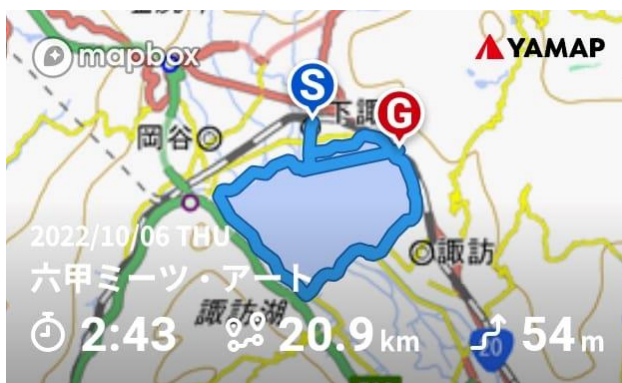 mapbox
YAMAP
S
下諏
G
岡谷
2022/10/06 THU
諏訪
六甲ミーツ・アート
諏訪湖
2:43
20.9 km
20
54 m